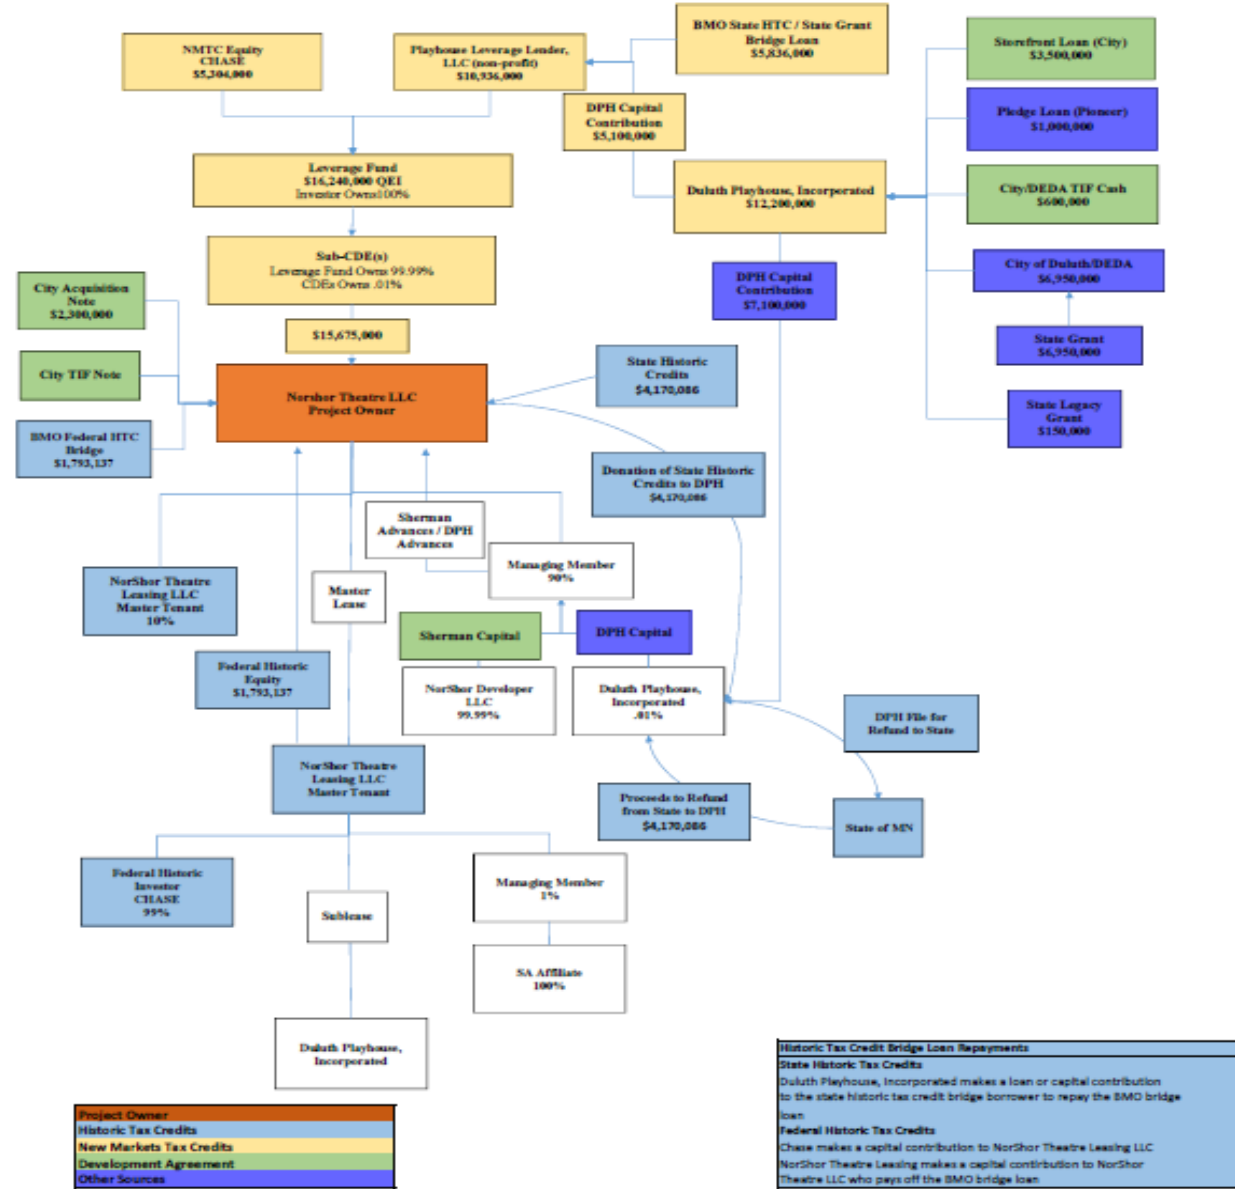 NMTC Equity
CHASE
$5,304,000
Playhouse Leverage Lender,
LLC (non-profit)
$10,936,000
BMO State HTC / State Grant
Bridge Loan
$5,836,000
Storefront Loan (City)
$3,500,000
DPH Capital
Contribution
$5,100,000
Pledge Loan (Pioneer)
$1,000,000
Leverage Fund
$16,240,000 QEI
Investor Owns100%
Duluth Playhouse, Incorporated
$12,200,000
City/DEDA TIF Cash
$600,000
Sub-CDE(s)
Leverage Fund Owns 99.99%
CDEs Owns .01%
DPH Capital
Contribution
$7,100,000
City of Duluth/DEDA
$6,950,000
City Acquisition
Note
$2,300,000
$15,675,000
State Grant
$6,950,000
City TIF Note
Norshor Theatre LLC
Project Owner
State Historic
Credits
$4,170,086
State Legacy
Grant
$150,000
BMO Federal HTC
Bridge
$1,793,137
Donation of State Historic
Credits to DPH
$4,170,086
Sherman
Advances / DPH
Advances
Managing Member
90%
NorShor Theatre
Leasing LLC
Master Tenant
10%
Master
Lease
Sherman Capital
DPH Capital
Federal Historic
Equity
$1,793,137
NorShor Developer
LLC
99.99%
Duluth Playhouse,
Incorporated
.01%
DPH File for
Refund to State
NorShor Theatre
Leasing LLC
Master Tenant
Proceeds to Refund
from State to DPH
$4,170,086
State of MN
Federal Historic
Investor
CHASE
99%
Managing Member
1%
Sublease
SA Affiliate
100%
Duluth Playhouse,
Incorporated
Project Owner
Historic Tax Credits
New Markets Tax Credits
Development Agreement
Other Sources
Historic Tax Credit Bridge Loan Repayments
State Historic Tax Credits
Duluth Playhouse, Incorporated makes a loan or capital contribution
to the state historic tax credit bridge borrower to repay the BMO bridge
loan
Federal Historic Tax Credits
Chase makes a capital contribution to NorShor Theatre Leasing LLC
NorShor Theatre Leasing makes a capital contirbution to NorShor
Theatre LLC who pays off the BMO bridge loan